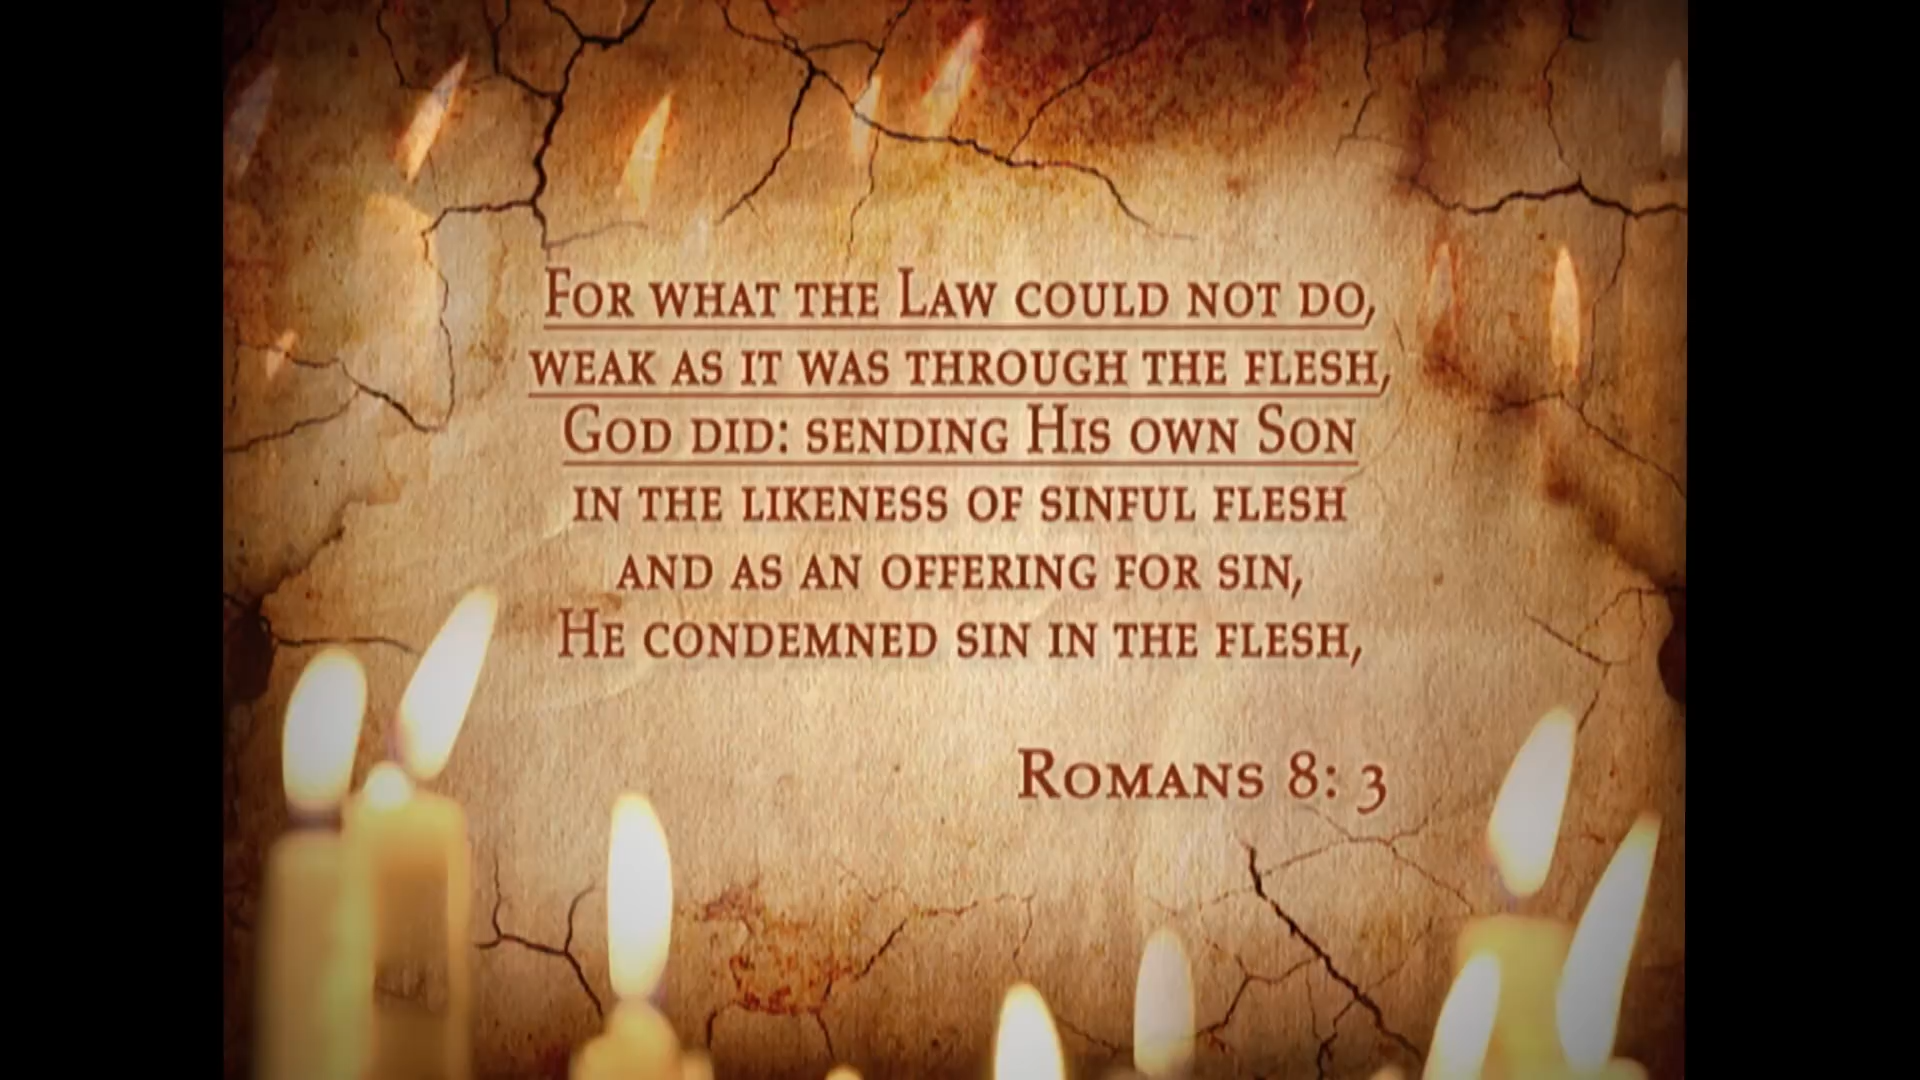 For what the Law could not do,
weak as it was through the flesh,
God did: sending His own Son
in the likeness of sinful flesh
and as an offering for sin,
He condemned sin in the flesh,
Romans 8: 3